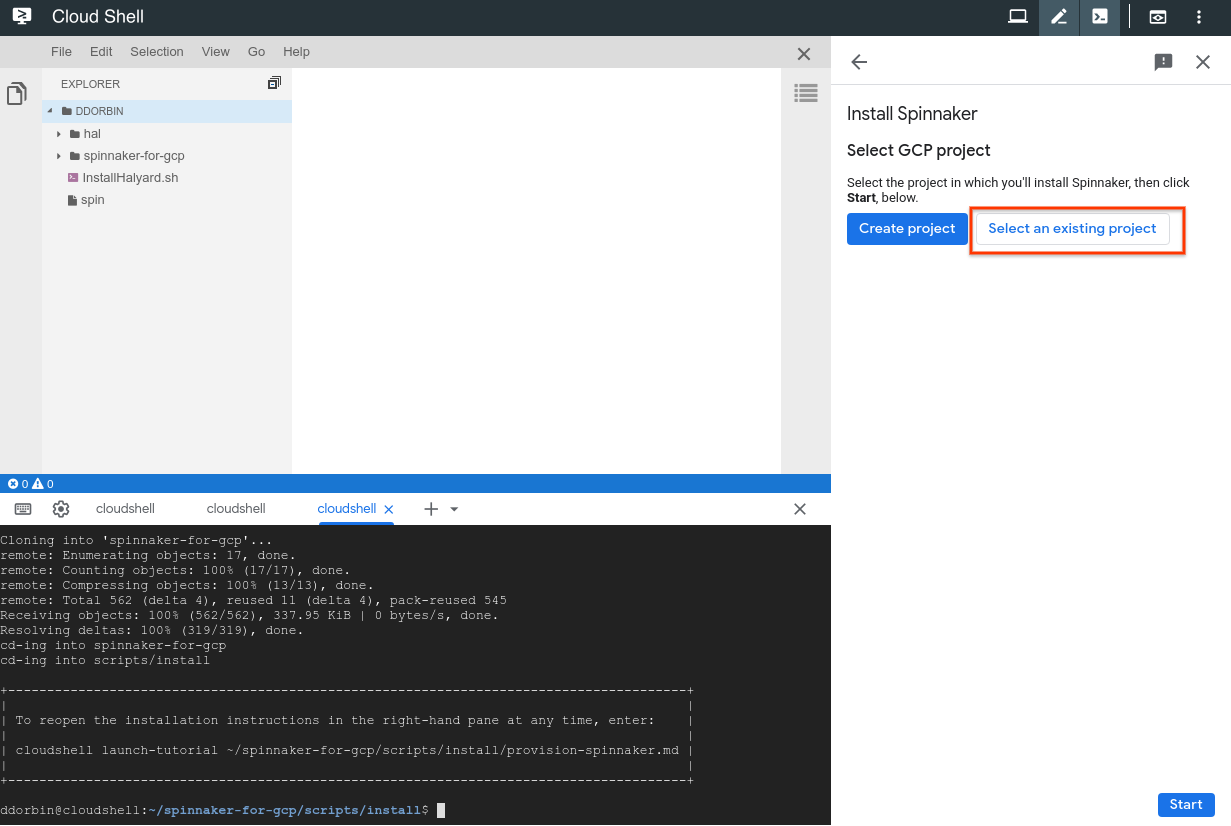 Cloud Shell
File Edit Selection View Go Help
EXPLORER
DDORBIN
hal
spinnaker-for-gcp
InstallHalyard.sh
spin
0 0
cloudshell cloudshell cloudshell
Cloning into 'spinnaker-for-gcp'...
remote: Enumerating objects: 17, done.
remote: Counting objects: 100% (17/17), done.
remote: Compressing objects: 100% (13/13), done.
remote: Total 562 (delta 4), reused 11 (delta 4), pack-reused 545
Receiving objects: 100% (562/562), 337.95 KiB | 0 bytes/s, done.
Resolving deltas: 100% (319/319), done.
cd-ing into spinnaker-for-gcp
cd-ing into scripts/install
+---------------------------------------------------------------------------------------+
| |
| To reopen the installation instructions in the right-hand pane at any time, enter: |
| |
| cloudshell launch-tutorial ~/spinnaker-for-gcp/scripts/install/provision-spinnaker.md |
| |
+---------------------------------------------------------------------------------------+
ddorbin@cloudshell:~/spinnaker-for-gcp/scripts/install$
Install Spinnaker
Select GCP project
Select the project in which you'll install Spinnaker, then click
Start, below.
Create project Select an existing project
Start